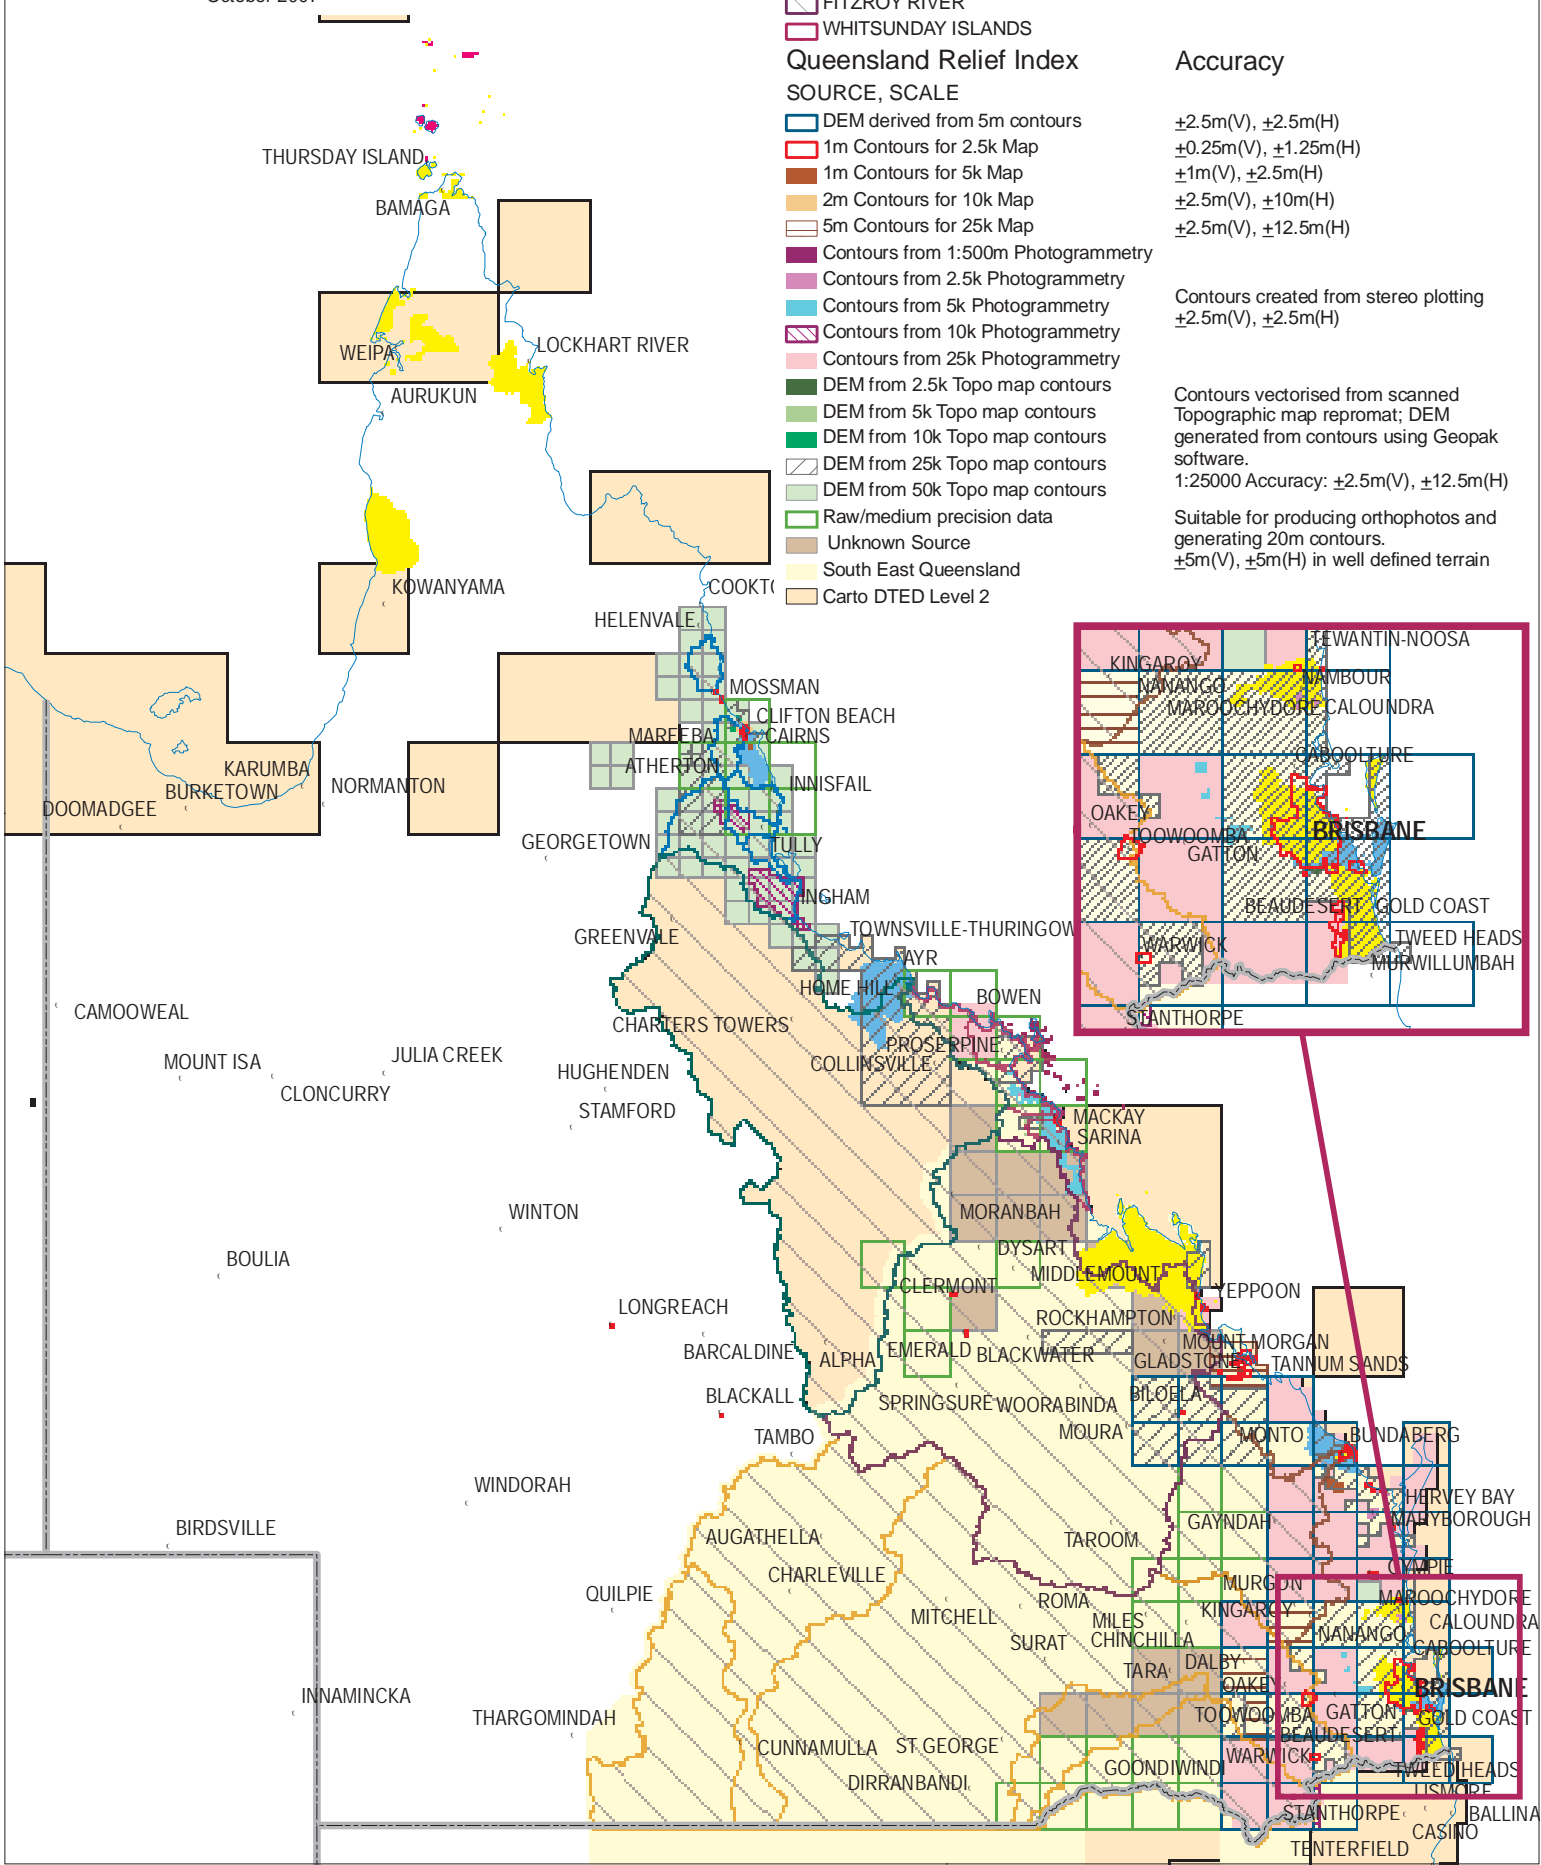 WHITSUNDAY ISLANDS
Queensland Relief Index
Accuracy
SOURCE, SCALE
DEM derived from 5m contours
±2.5m(V), ±2.5m(H)
1m Contours for 2.5k Map
±0.25m(V), ±1.25m(H)
1m Contours for 5k Map
±1m(V), ±2.5m(H)
2m Contours for 10k Map
±2.5m(V), ±10m(H)
5m Contours for 25k Map
±2.5m(V), ±12.5m(H)
Contours from 1:500m Photogrammetry
Contours from 2.5k Photogrammetry
Contours from 5k Photogrammetry
Contours from 10k Photogrammetry
Contours from 25k Photogrammetry
Contours created from stereo plotting
±2.5m(V), ±2.5m(H)
DEM from 2.5k Topo map contours
DEM from 5k Topo map contours
DEM from 10k Topo map contours
DEM from 25k Topo map contours
DEM from 50k Topo map contours
Contours vectorised from scanned
Topographic map repromat; DEM
generated from contours using Geopak
software.
1:25000 Accuracy: ±2.5m(V), ±12.5m(H)
Raw/medium precision data
Unknown Source
South East Queensland
Carto DTED Level 2
Suitable for producing orthophotos and
generating 20m contours.
±5m(V), ±5m(H) in well defined terrain
THURSDAY ISLAND
BAMAGA
WEIPA
LOCKHART RIVER
AURUKUN
KOWANYAMA
HELENVALE
MOSSMAN
CLIFTON BEACH
MAREEBA
CAIRNS
ATHERTON
KARUMBA
BURKETOWN
NORMANTON
DOOMADGEE
INNISFAIL
GEORGETOWN
TULLY
INGHAM
GREENVALE
TOWNSVILLE-THURINGOW
AYR
HOME HILL
BOWEN
CAMOOWEAL
CHARTERS TOWERS
PROSERPINE
COLLINSVILLE
MOUNT ISA
JULIA CREEK
CLONCURRY
HUGHENDEN
STAMFORD
MACKAY
SARINA
WINTON
MORANBAH
BOULIA
DYSART
MIDDLEMOUNT
CLERMONT
YEPPOON
LONGREACH
ROCKHAMPTON
BARCALDINE
ALPHA
EMERALD
BLACKWATER
MOUNT MORGAN
GLADSTONE
TANNUM SANDS
BLACKALL
SPRINGSURE
WOORABINDA
BILOELA
TAMBO
MOURA
MONTO
BUNDABERG
WINDORAH
HERVEY BAY
MARYBOROUGH
BIRDSVILLE
AUGATHELLA
TAROOM
GAYNDAH
GYMPIE
CHARLEVILLE
QUILPIE
MURGON
MITCHELL
ROMA
KINGAROY
MAROOCHYDORE
CALOUNDRA
MILES
CHINCHILLA
NANANGO
CABOOLTURE
SURAT
TARA
DALBY
OAKEY
BRISBANE
INNAMINCKA
THARGOMINDAH
TOOWOOMBA
GATTON
GOLD COAST
BEAUDESERT
CUNNAMULLA
ST GEORGE
WARWICK
DIRRANBANDI
GOONDIWINDI
TWEED HEADS
LISMORE
STANTHORPE
BALLINA
CASINO
TENTERFIELD
TEWANTIN-NOOSA
KINGAROY
NANANGO
NAMBOUR
MAROOCHYDORE
CALOUNDRA
CABOOLTURE
OAKEY
TOOWOOMBA
BRISBANE
GATTON
BEAUDESERT
GOLD COAST
WARWICK
TWEED HEADS
MURWILLUMBAH
STANTHORPE